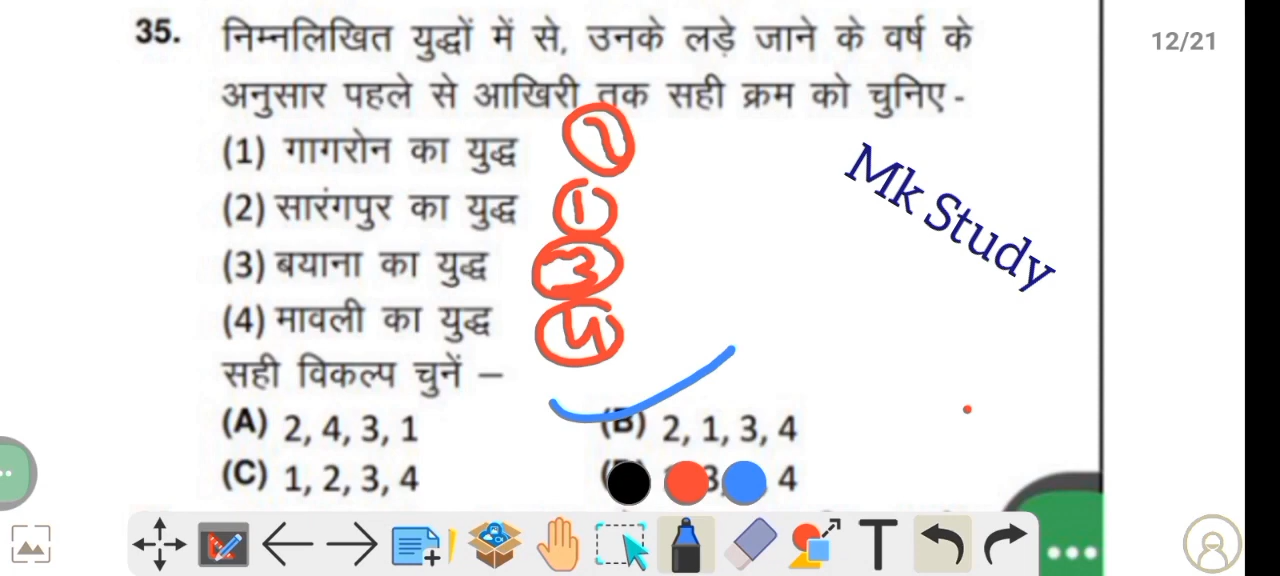 35. निम्नलिखित युद्धों में से, उनके लड़े जाने के वर्ष के
अनुसार पहले से आखिरी तक सही क्रम को चुनिए -
(1) गागरोन का युद्ध
(2) सारंगपुर का युद्ध
(3) बयाना का युद्ध
(4) मावली का युद्ध
सही विकल्प चुनें –
(A) 2, 4, 3, 1 (B) 2, 1, 3, 4
(C) 1, 2, 3, 4 3, 4
12/21
Mk Study
T